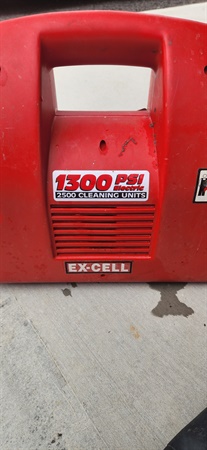 1300 PSI
Electric
2500 CLEANING UNITS
EX-CELL